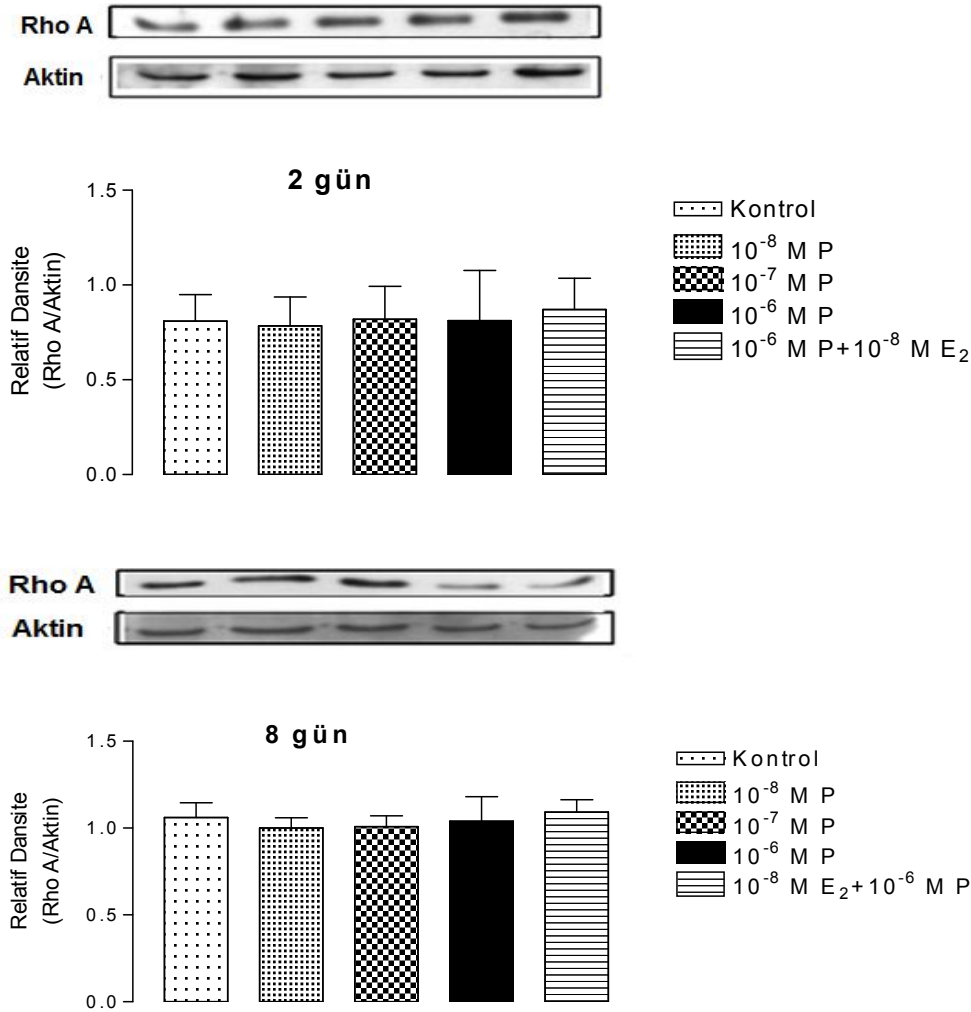 Rho A
Aktin
2 gün
1.5
1.0
0.5
0.0
Relatif Dansite
(Rho A/Aktin)
Kontrol
10⁻⁸ M P
10⁻⁷ M P
10⁻⁶ M P
10⁻⁶ M P+10⁻⁸ M E₂
Rho A
Aktin
8 gün
1.5
1.0
0.5
0.0
Relatif Dansite
(Rho A/Aktin)
Kontrol
10⁻⁸ M P
10⁻⁷ M P
10⁻⁶ M P
10⁻⁸ M E₂+10⁻⁶ M P